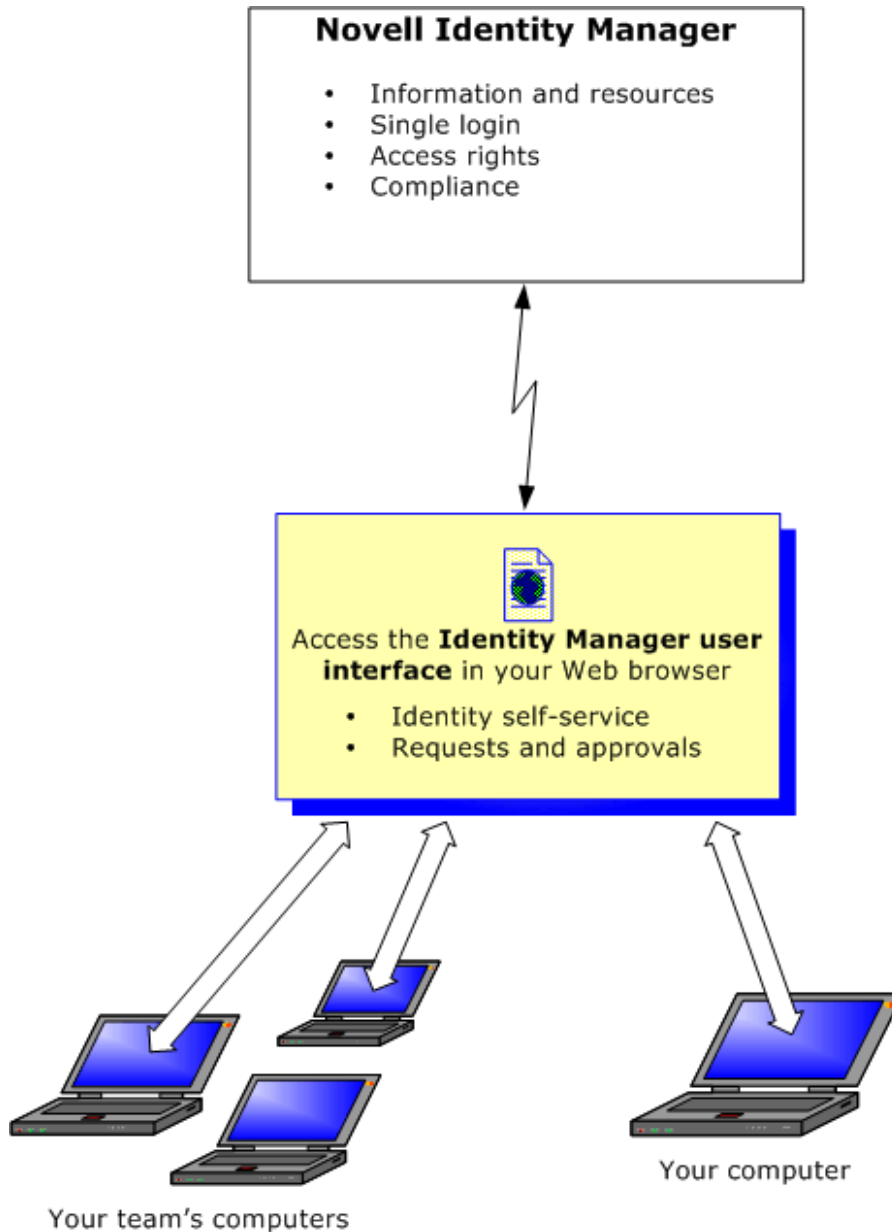 Novell Identity Manager
• Information and resources
• Single login
• Access rights
• Compliance
Access the Identity Manager user
interface in your Web browser
• Identity self-service
• Requests and approvals
Your computer
Your team's computers